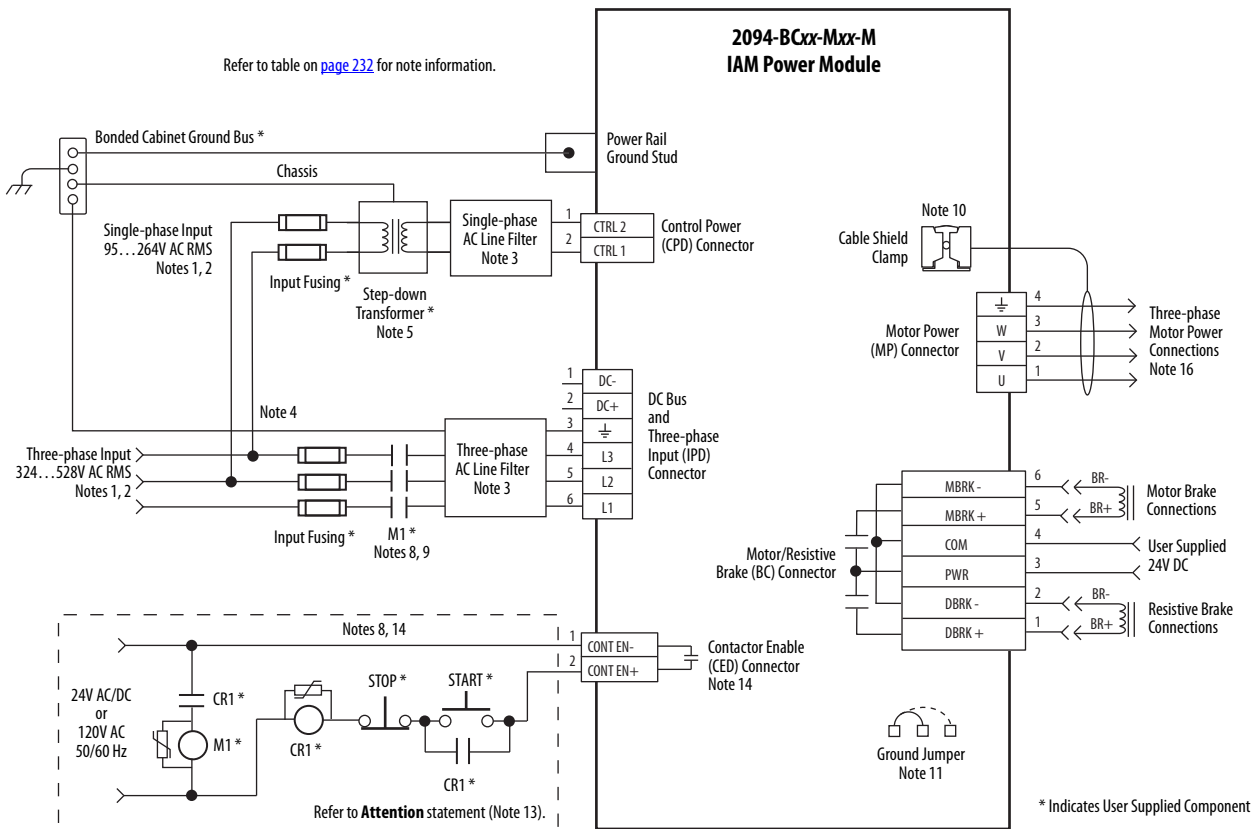 2094-BCxx-Mxx-M
IAM Power Module
Refer to table on page 232 for note information.
Bonded Cabinet Ground Bus *
Power Rail
Ground Stud
Chassis
Single-phase Input
95...264V AC RMS
Notes 1, 2
Input Fusing *
Step-down
Transformer *
Note 5
Single-phase
AC Line Filter
Note 3
1
2
CTRL 2
CTRL 1
Control Power
(CPD) Connector
Note 10
Cable Shield
Clamp
Motor Power
(MP) Connector
W
V
U
4
3
2
1
Three-phase
Motor Power
Connections
Note 16
Note 4
Three-phase Input
324...528V AC RMS
Notes 1, 2
Input Fusing *
M1 *
Notes 8, 9
Three-phase
AC Line Filter
Note 3
1
2
3
4
5
6
DC-
DC+
L3
L2
L1
DC Bus
and
Three-phase
Input (IPD)
Connector
Motor/Resistive
Brake (BC) Connector
MBRK -
MBRK +
COM
PWR
DBRK -
DBRK +
6
5
4
3
2
1
BR-
BR+
Motor Brake
Connections
User Supplied
24V DC
BR-
BR+
Resistive Brake
Connections
Notes 8, 14
24V AC/DC
or
120V AC
50/60 Hz
CR1 *
M1 *
CR1 *
STOP *
START *
CR1 *
Refer to Attention statement (Note 13).
1
2
CONT EN-
CONT EN+
Contactor Enable
(CED) Connector
Note 14
Ground Jumper
Note 11
* Indicates User Supplied Component